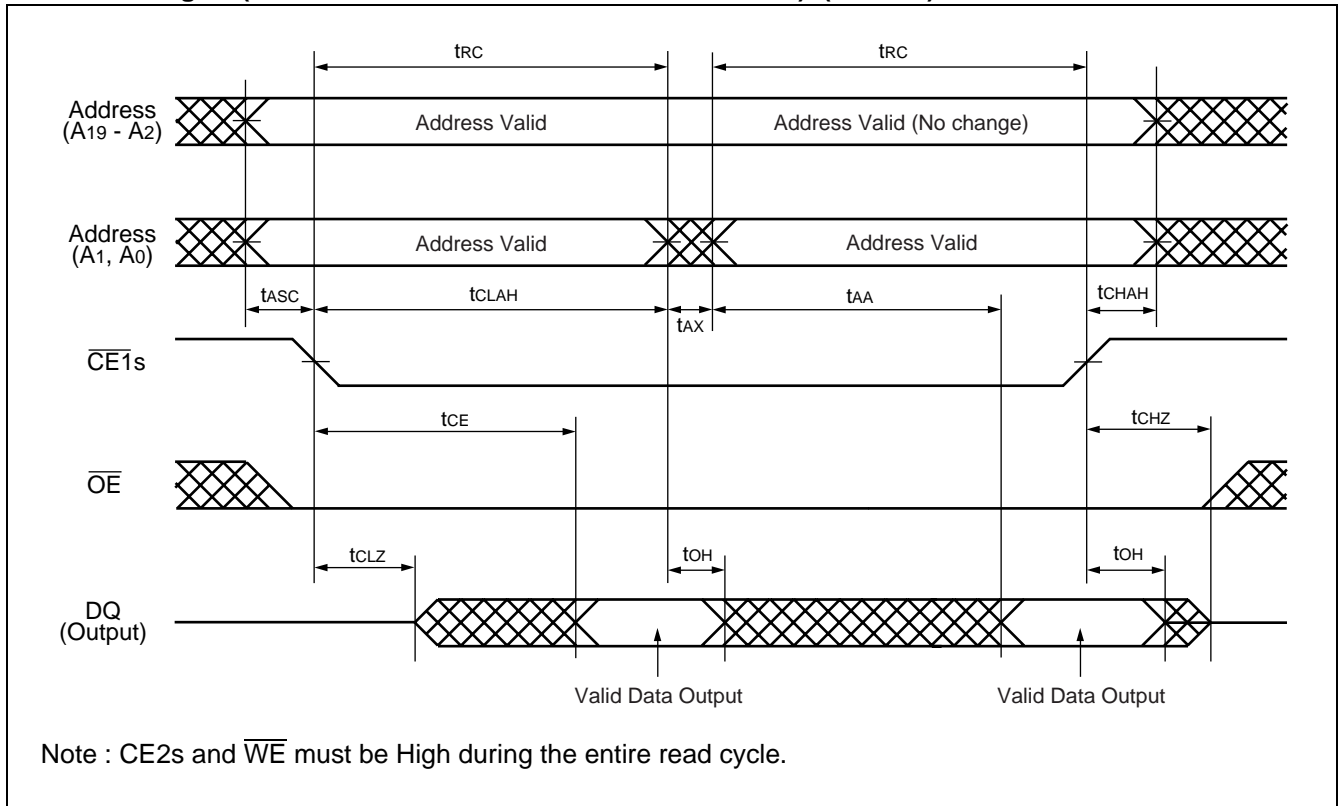 tRC tRC
Address
(A19 - A2)
Address Valid Address Valid (No change)
Address
(A1, A0)
Address Valid Address Valid
tASC tCLAH tAX tAA tCHAH
CE1s
tCE tCHZ
OE
tCLZ tOH tOH
DQ
(Output)
Valid Data Output Valid Data Output
Note : CE2s and WE must be High during the entire read cycle.